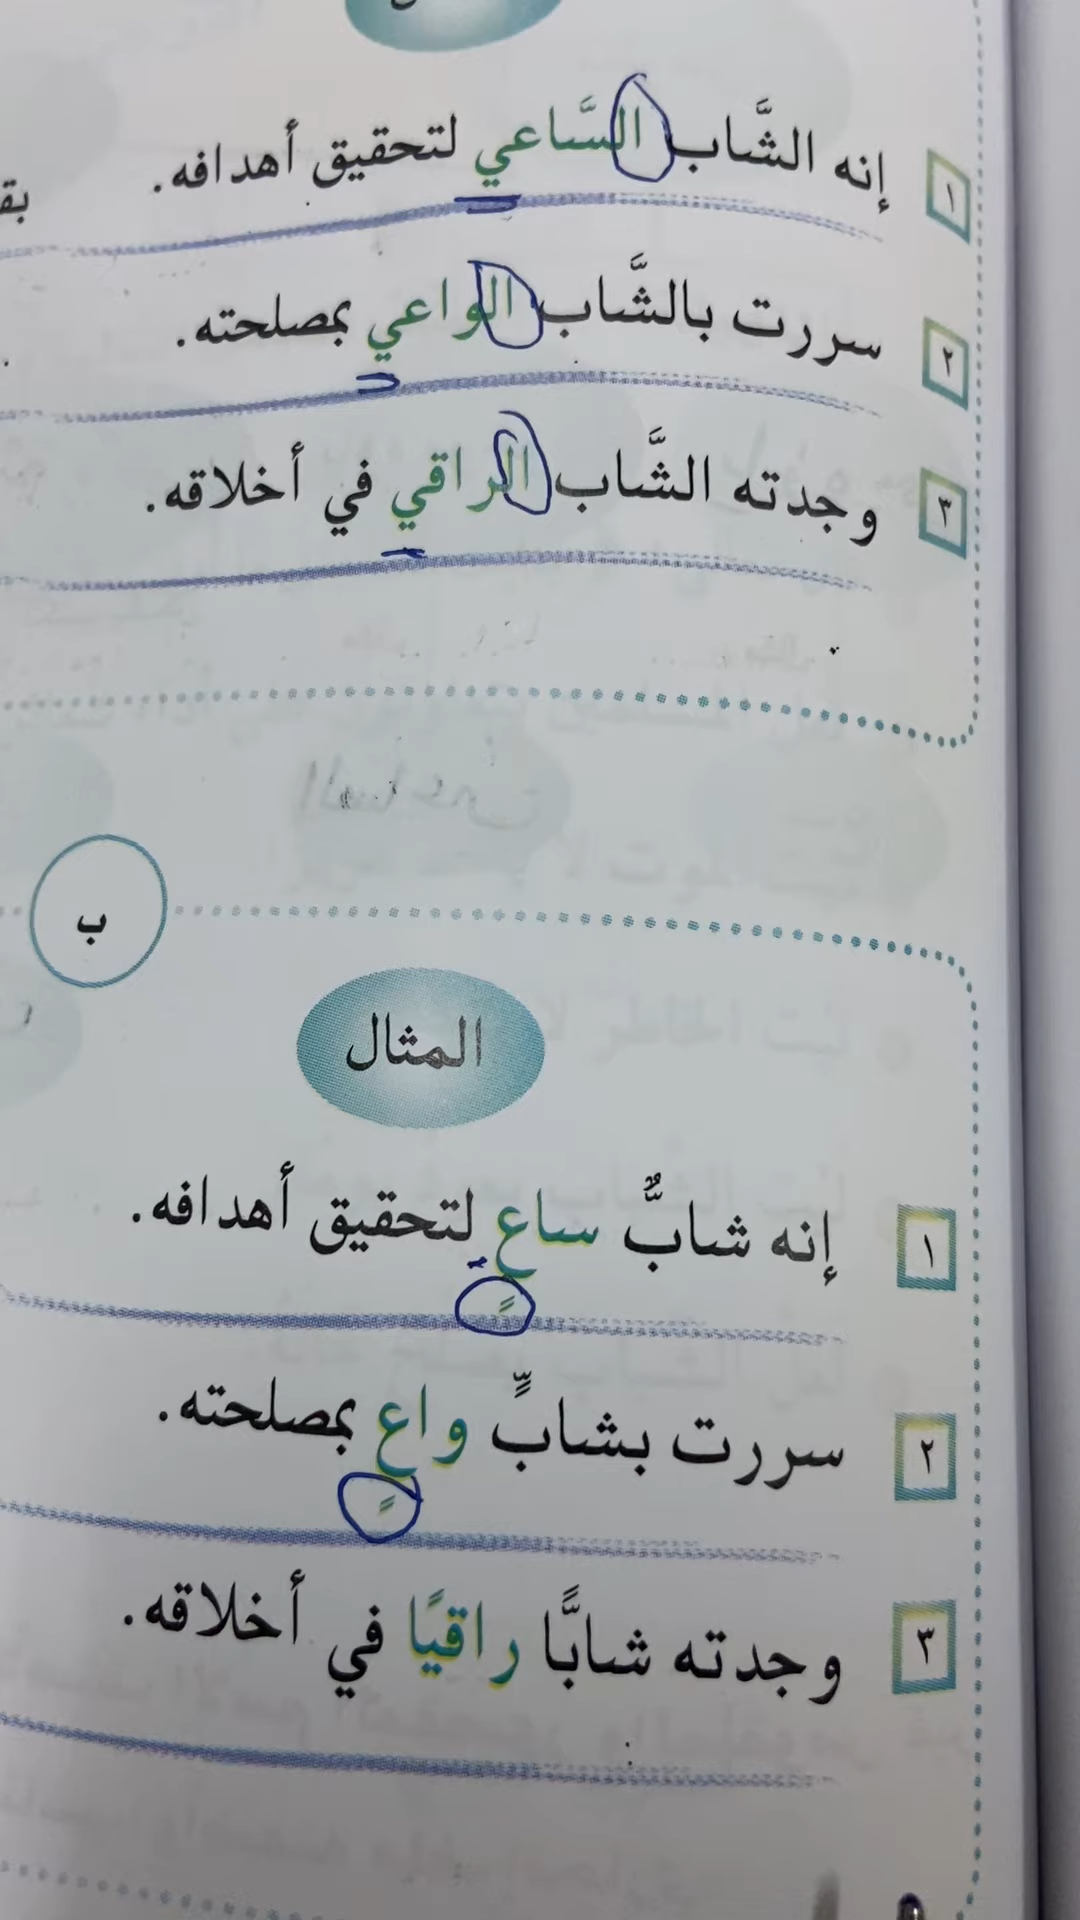 ١ إنه الشَّاب السَّاعي لتحقيق أهدافه.
٢ سررت بالشَّاب الواعي بمصلحته.
٣ وجدته الشَّاب الراقي في أخلاقه.
ب
المثال
١ إنه شابٌّ ساعٍ لتحقيق أهدافه.
٢ سررت بشابٍّ واعٍ بمصلحته.
٣ وجدته شابًّا راقيًا في أخلاقه.